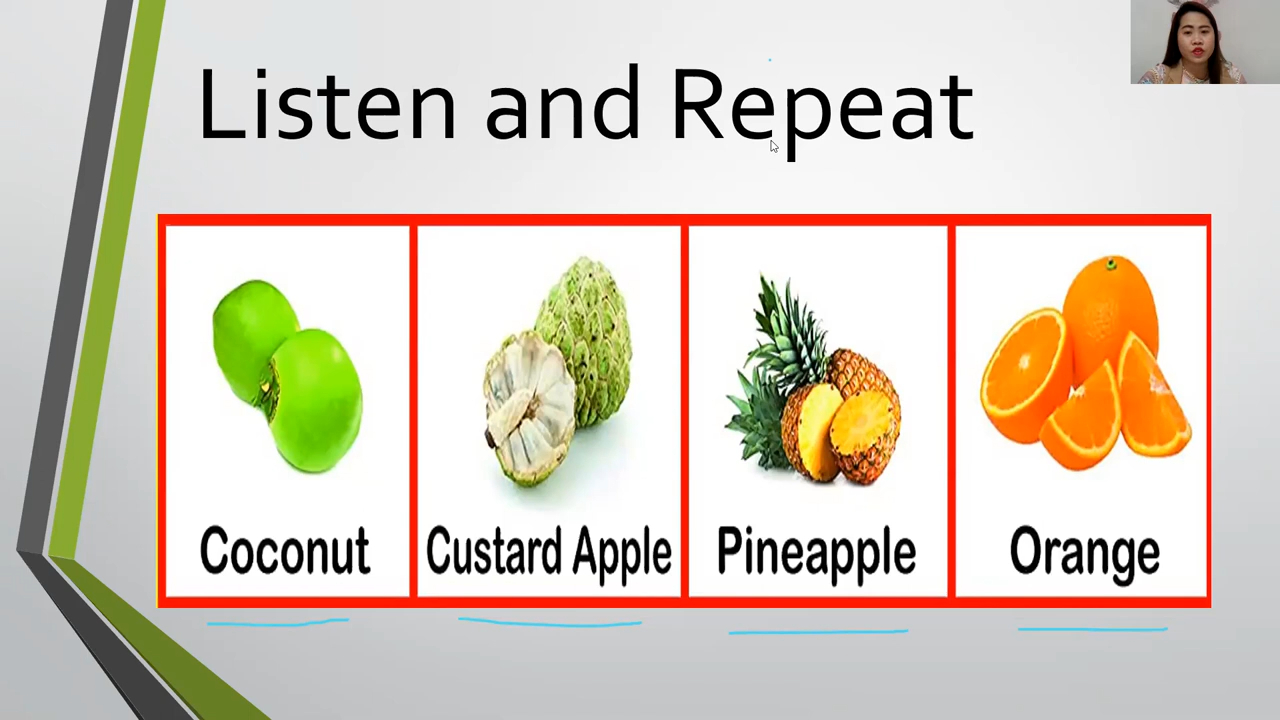 Listen and Repeat
Coconut
Custard Apple
Pineapple
Orange